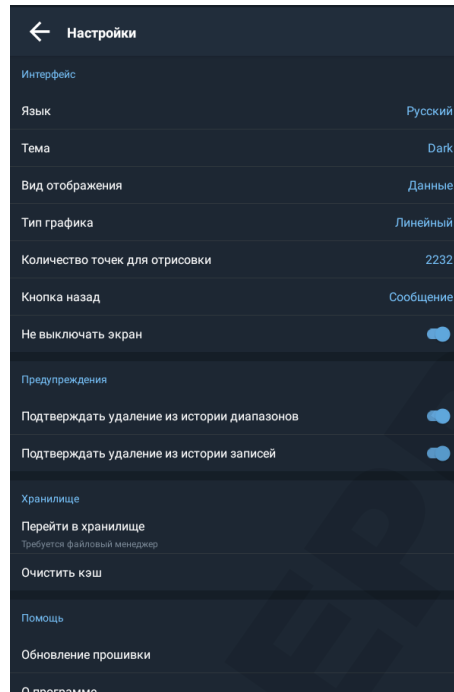 Настройки
Интерфейс
Язык Русский
Тема Dark
Вид отображения Данные
Тип графика Линейный
Количество точек для отрисовки 2232
Кнопка назад Сообщение
Не выключать экран
Предупреждения
Подтверждать удаление из истории диапазонов
Подтверждать удаление из истории записей
Хранилище
Перейти в хранилище
Требуется файловый менеджер
Очистить кэш
Помощь
Обновление прошивки
О программе